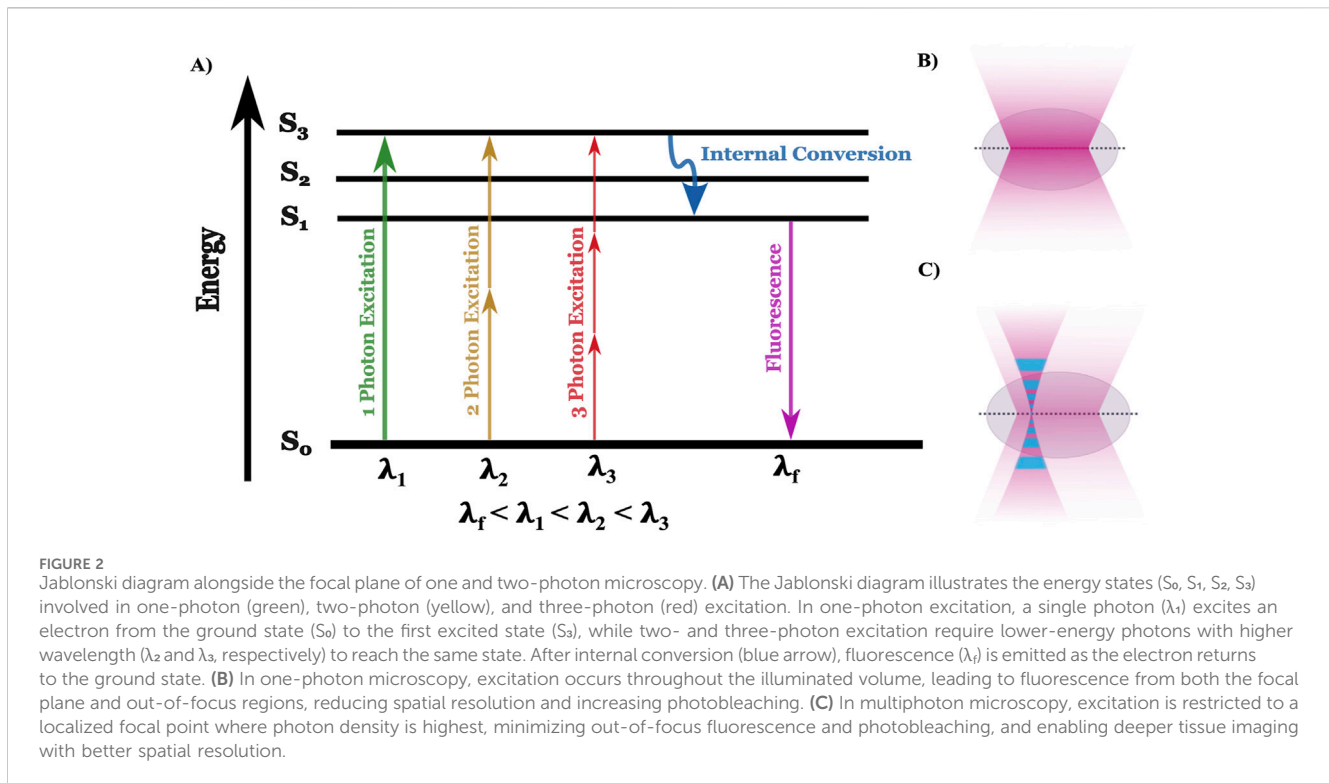 A)
Energy
S₃
S₂
S₁
S₀
1 Photon Excitation
2 Photon Excitation
3 Photon Excitation
Internal Conversion
Fluorescence
λ₁
λ₂
λ₃
λf
λf < λ₁ < λ₂ < λ₃
B)
C)
FIGURE 2
Jablonski diagram alongside the focal plane of one and two-photon microscopy. (A) The Jablonski diagram illustrates the energy states (S₀, S₁, S₂, S₃)
involved in one-photon (green), two-photon (yellow), and three-photon (red) excitation. In one-photon excitation, a single photon (λ₁) excites an
electron from the ground state (S₀) to the first excited state (S₃), while two- and three-photon excitation require lower-energy photons with higher
wavelength (λ₂ and λ₃, respectively) to reach the same state. After internal conversion (blue arrow), fluorescence (λf) is emitted as the electron returns
to the ground state. (B) In one-photon microscopy, excitation occurs throughout the illuminated volume, leading to fluorescence from both the focal
plane and out-of-focus regions, reducing spatial resolution and increasing photobleaching. (C) In multiphoton microscopy, excitation is restricted to a
localized focal point where photon density is highest, minimizing out-of-focus fluorescence and photobleaching, and enabling deeper tissue imaging
with better spatial resolution.